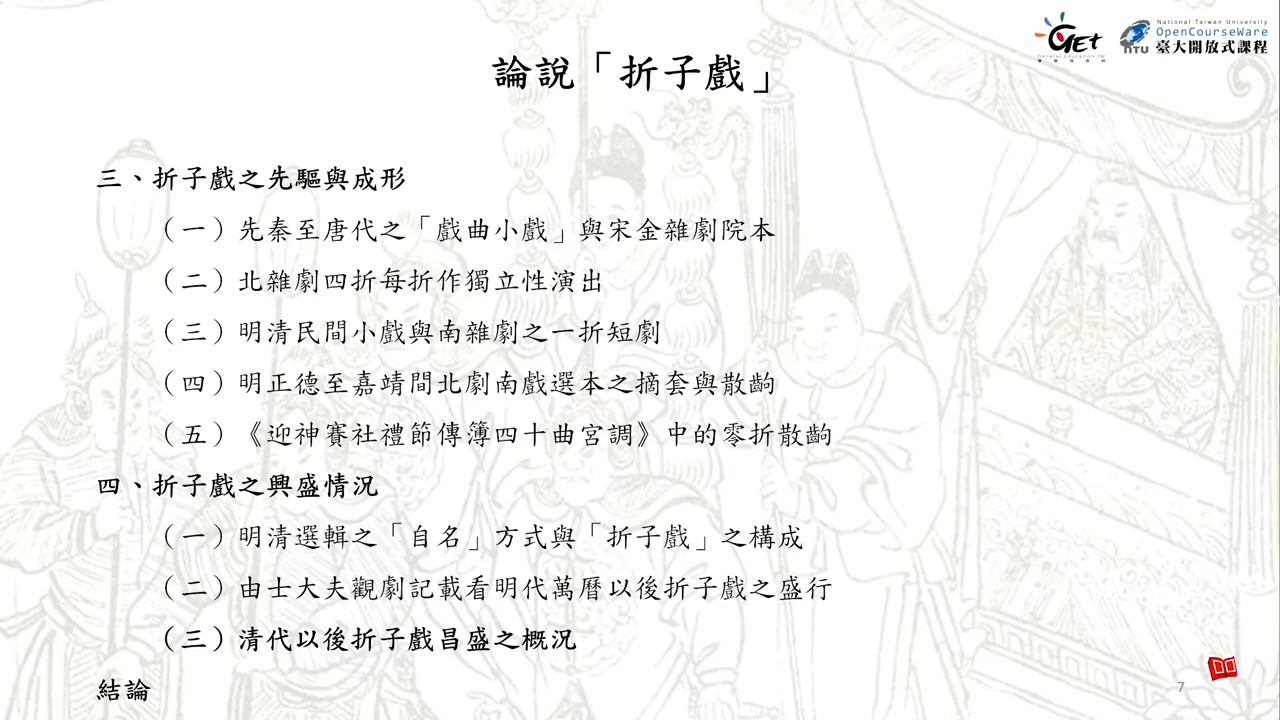 National Taiwan University
OpenCourseWare
臺大開放式課程
NTU
GET
General Education TW
論說「折子戲」
三、折子戲之先驅與成形
（一）先秦至唐代之「戲曲小戲」與宋金雜劇院本
（二）北雜劇四折每折作獨立性演出
（三）明清民間小戲與南雜劇之一折短劇
（四）明正德至嘉靖間北劇南戲選本之摘套與散齣
（五）《迎神賽社禮節傳簿四十曲宮調》中的零折散齣
四、折子戲之興盛情況
（一）明清選輯之「自名」方式與「折子戲」之構成
（二）由士大夫觀劇記載看明代萬曆以後折子戲之盛行
（三）清代以後折子戲昌盛之概況
結論
7